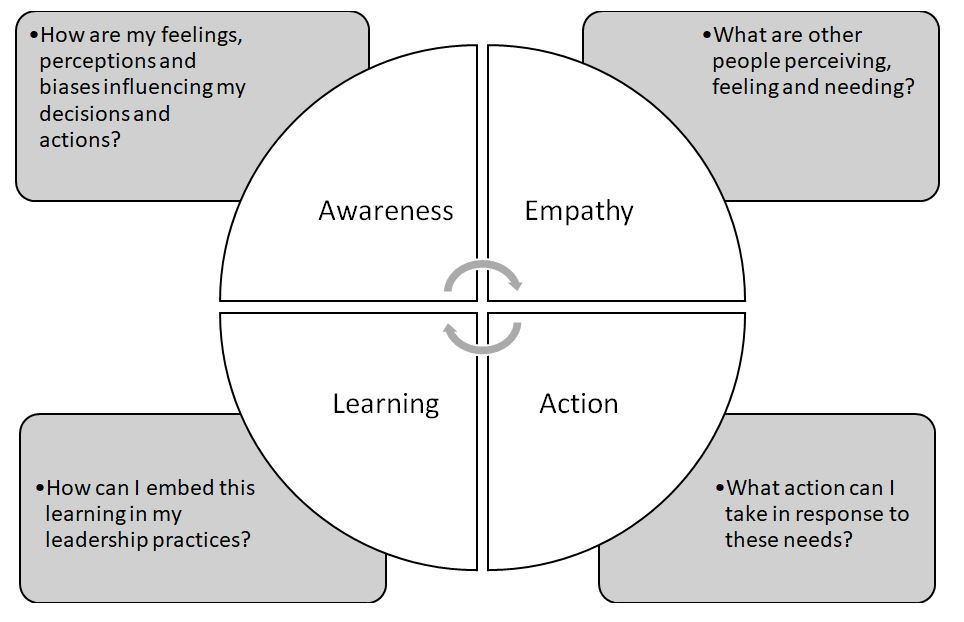 •How are my feelings,
perceptions and
biases influencing my
decisions and
actions?
•What are other
people perceiving,
feeling and needing?
Awareness
Empathy
Learning
Action
•How can I embed this
learning in my
leadership practices?
•What action can I
take in response to
these needs?